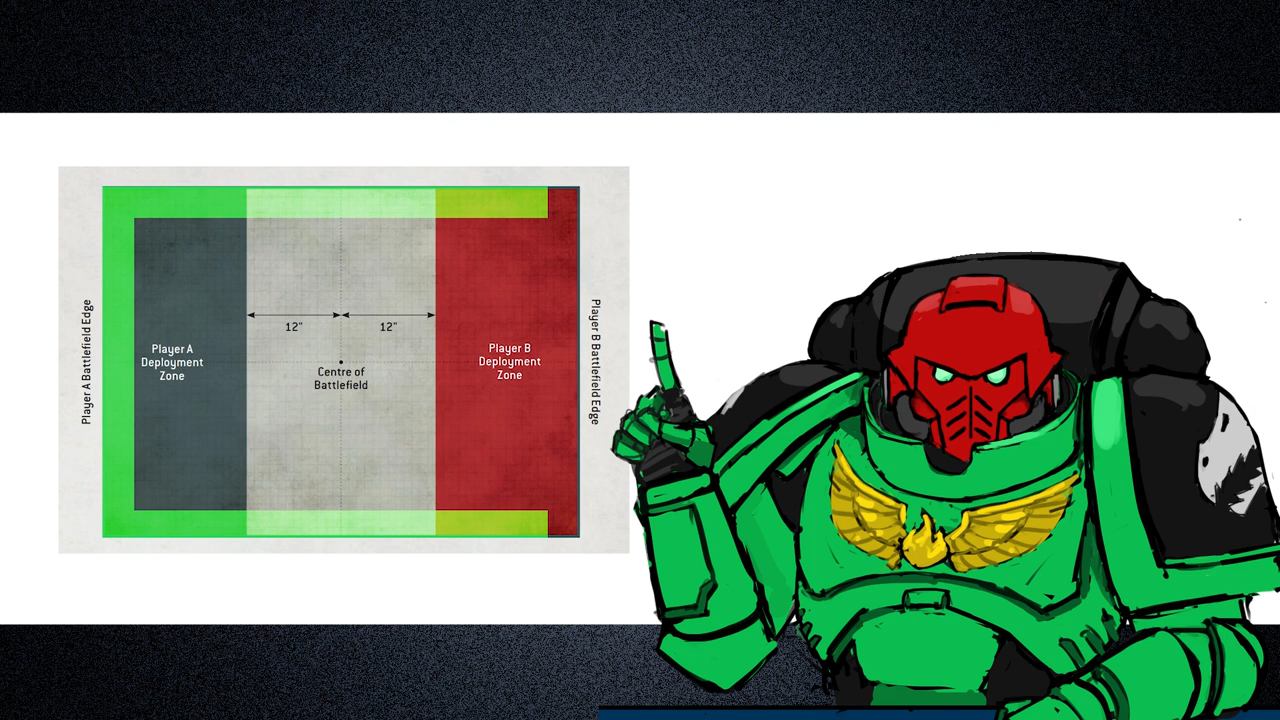 Player A Battlefield Edge
Player A
Deployment
Zone
12"
12"
Centre of
Battlefield
Player B
Deployment
Zone
Player B Battlefield Edge